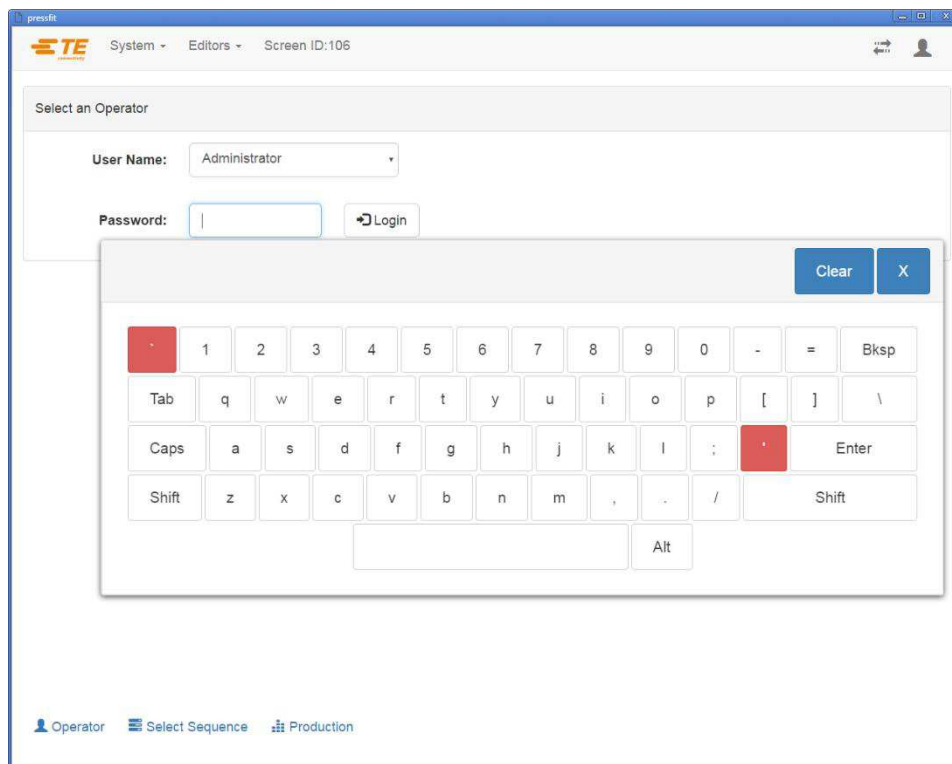 pressfit
TE connectivity System Editors Screen ID:106
Select an Operator
User Name: Administrator
Password: Login
Clear X
` 1 2 3 4 5 6 7 8 9 0 - = Bksp
Tab q w e r t y u i o p [ ] \
Caps a s d f g h j k l ; ' Enter
Shift z x c v b n m , . / Shift
Alt
Operator Select Sequence Production